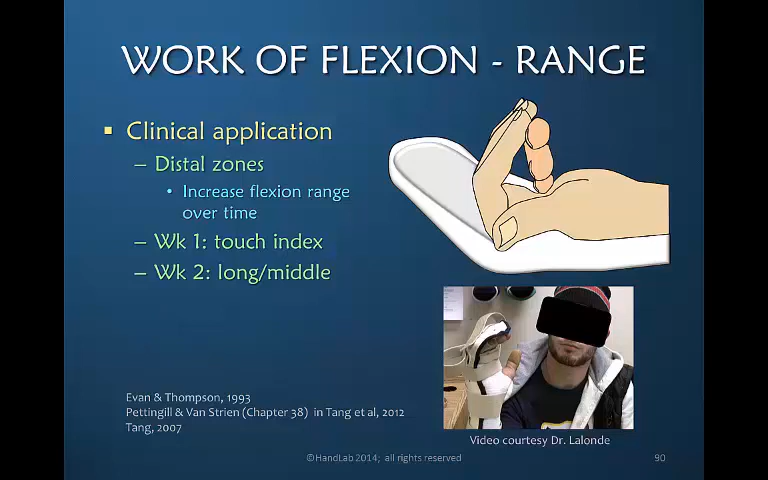 WORK OF FLEXION - RANGE
▪ Clinical application
– Distal zones
• Increase flexion range
over time
– Wk 1: touch index
– Wk 2: long/middle
Evan & Thompson, 1993
Pettingill & Van Strien (Chapter 38) in Tang et al, 2012
Tang, 2007
Video courtesy Dr. Lalonde
©HandLab 2014; all rights reserved
90